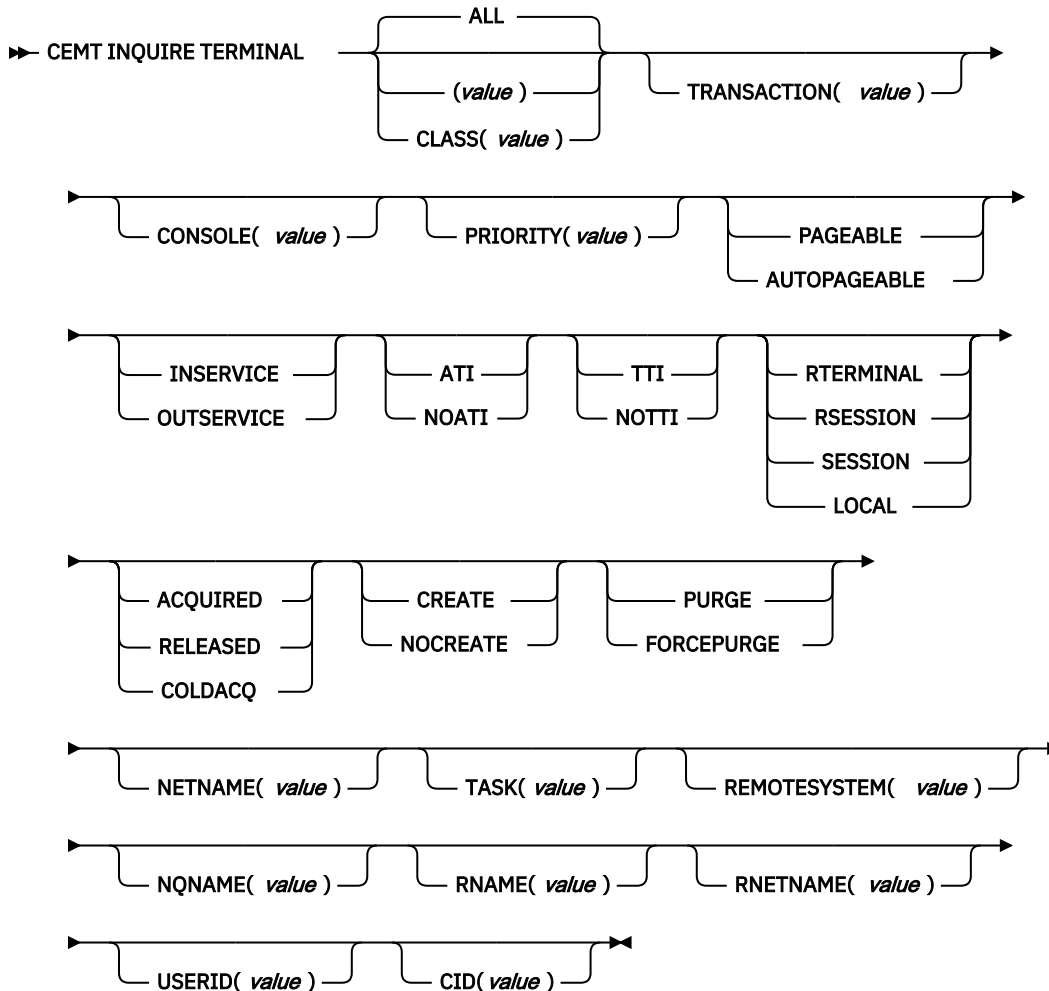 ALL
CEMT INQUIRE TERMINAL
(value )
TRANSACTION( value )
CLASS( value )
CONSOLE( value )
PRIORITY( value )
PAGEABLE
AUTOPAGEABLE
INSERVICE
ATI
TTI
RTERMINAL
OUTSERVICE
NOATI
NOTTI
RSESSION
SESSION
LOCAL
ACQUIRED
CREATE
PURGE
RELEASED
NOCREATE
FORCEPURGE
COLDACQ
NETNAME( value )
TASK( value )
REMOTESYSTEM( value )
NQNAME( value )
RNAME( value )
RNETNAME( value )
USERID( value )
CID( value )